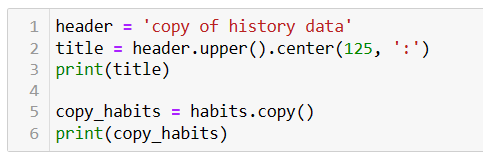 1 header = 'copy of history data'
2 title = header.upper().center(125, ':')
3 print(title)
4
5 copy_habits = habits.copy()
6 print(copy_habits)